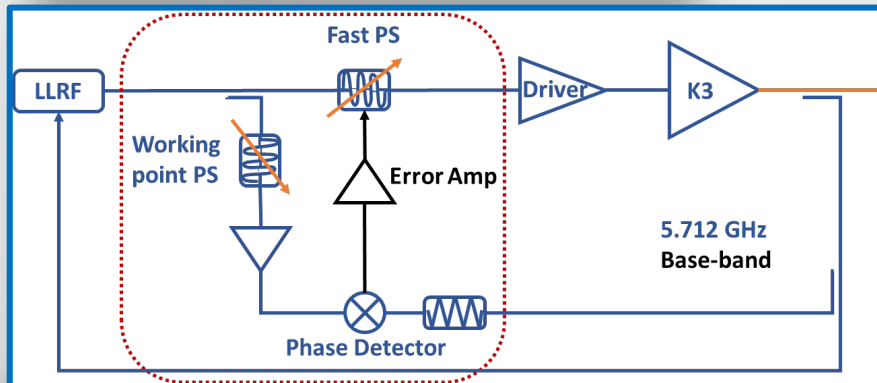 Fast PS
LLRF
Driver
K3
Working
point PS
Error Amp
5.712 GHz
Base-band
Phase Detector